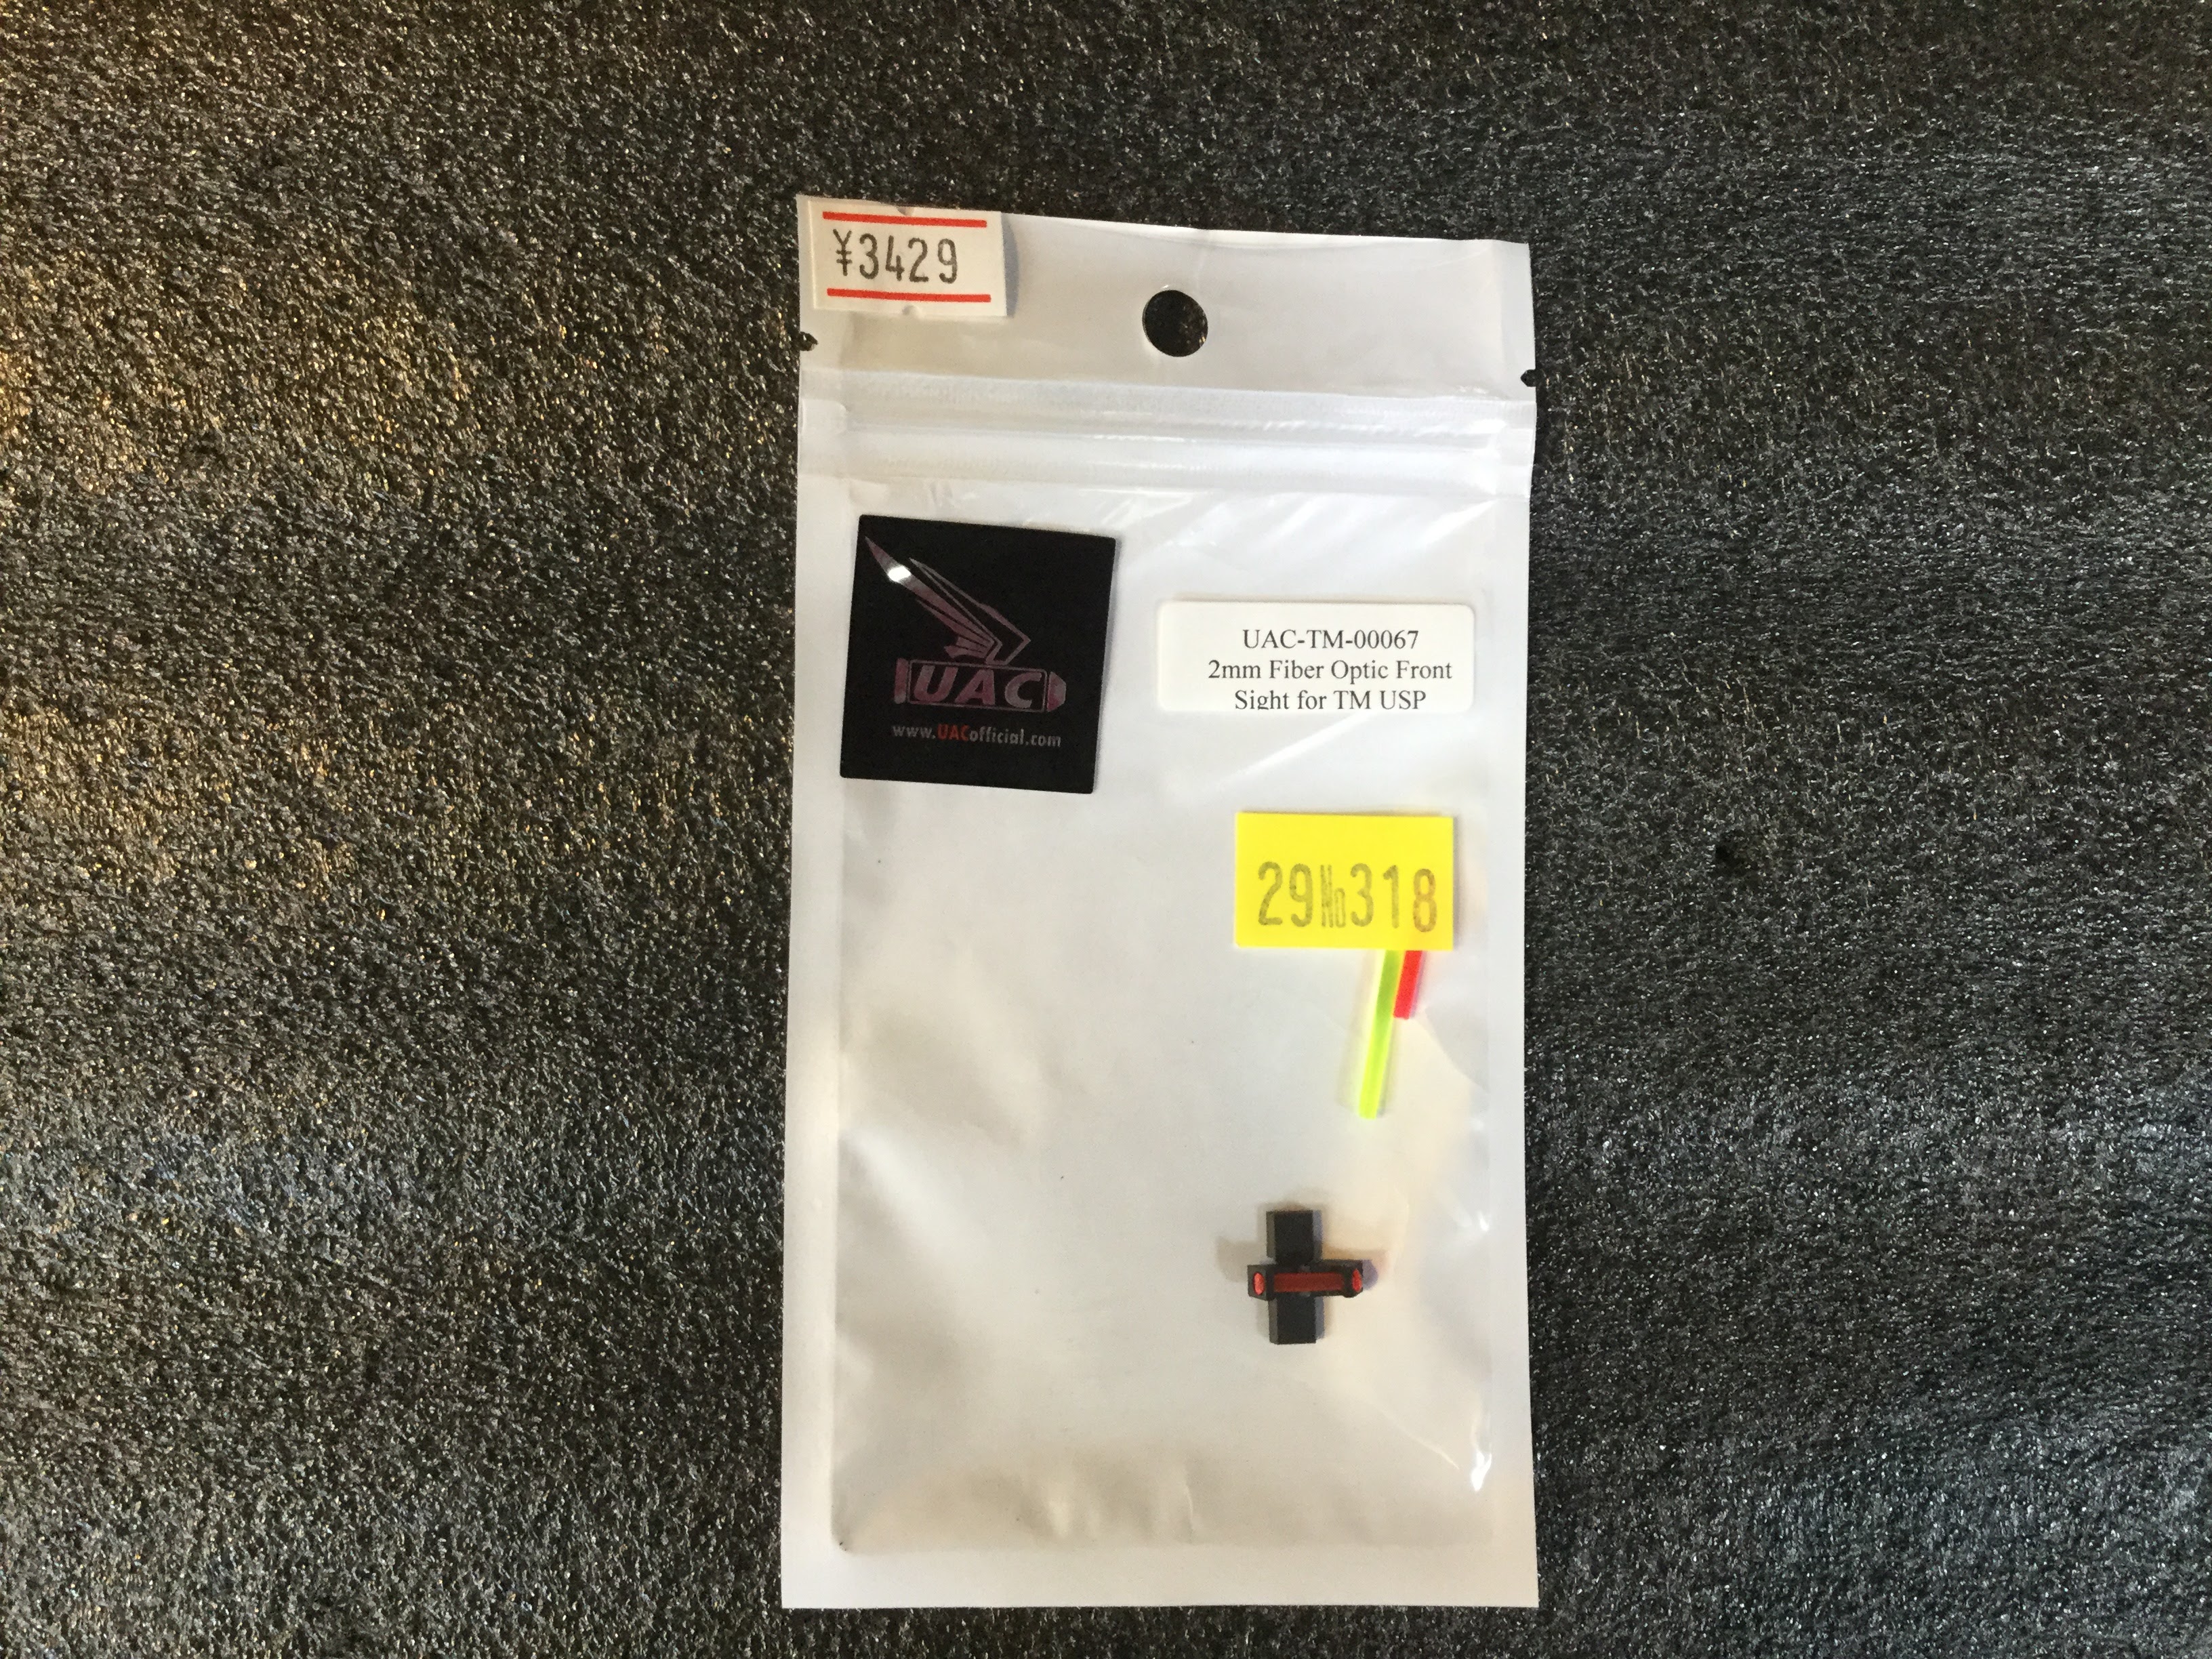 ¥3429
UAC
www.UACofficial.com
UAC-TM-00067
2mm Fiber Optic Front
Sight for TM USP
29№318